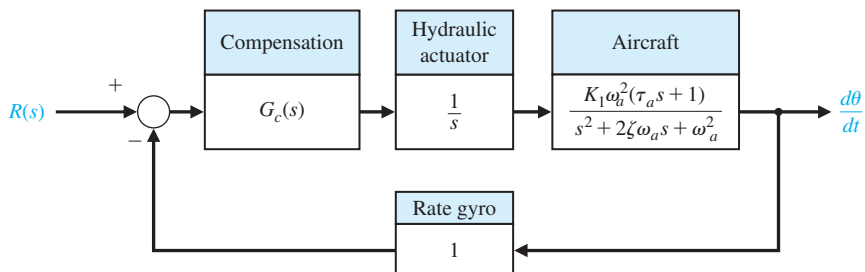 Compensation
Hydraulic
actuator
Aircraft
R(s)
+
−
G_c(s)
1
s
K_1ω_a^2(τ_a s + 1)
s^2 + 2ζω_a s + ω_a^2
dθ
dt
Rate gyro
1